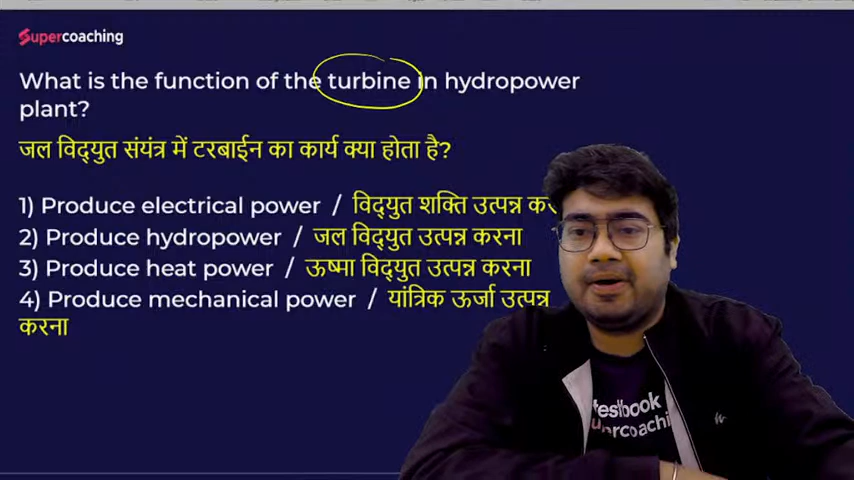 Supercoaching
What is the function of the turbine in hydropower
plant?
जल विद्युत संयंत्र में टरबाईन का कार्य क्या होता है?
1) Produce electrical power / विद्युत शक्ति उत्पन्न
2) Produce hydropower / जल विद्युत उत्पन्न करना
3) Produce heat power / ऊष्मा विद्युत उत्पन्न करना
4) Produce mechanical power / यांत्रिक ऊर्जा उत्पन्न
करना
testbook